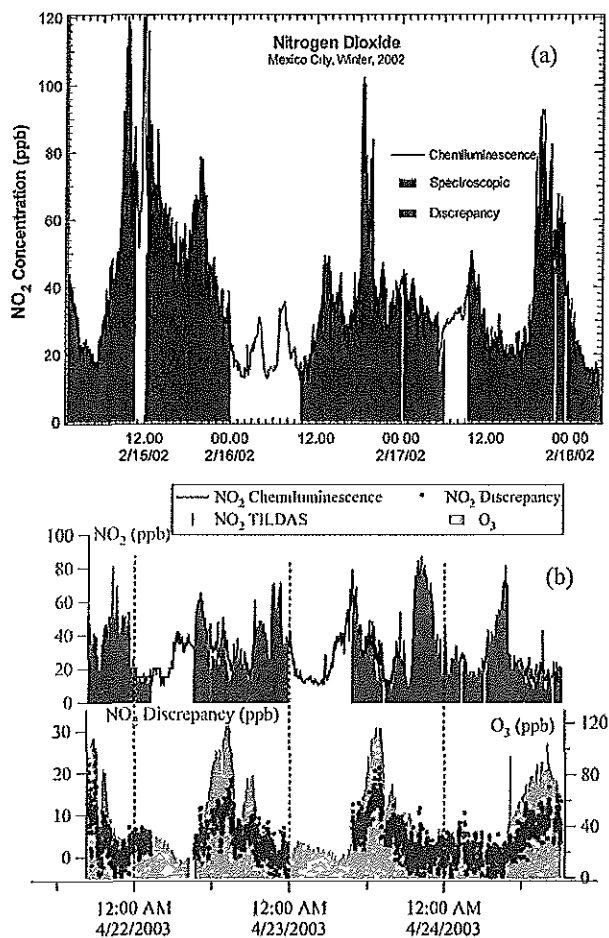 120
Nitrogen Dioxide
Mexico City, Winter, 2002
(a)
100
Chemiluminescence
Spectroscopic
Discrepancy
80
60
40
20
0
NO2 Concentration (ppb)
12.00 00.00 12.00 00.00 12.00 00.00
2/15/02 2/16/02 2/17/02 2/18/02
NO2 Chemiluminescence NO2 Discrepancy
NO2 TILDAS O3
NO2 (ppb)
(b)
100
80
60
40
20
0
NO2 Discrepancy (ppb) O3 (ppb)
30 120
20 80
10 40
0 0
12:00 AM 12:00 AM 12:00 AM
4/22/2003 4/23/2003 4/24/2003